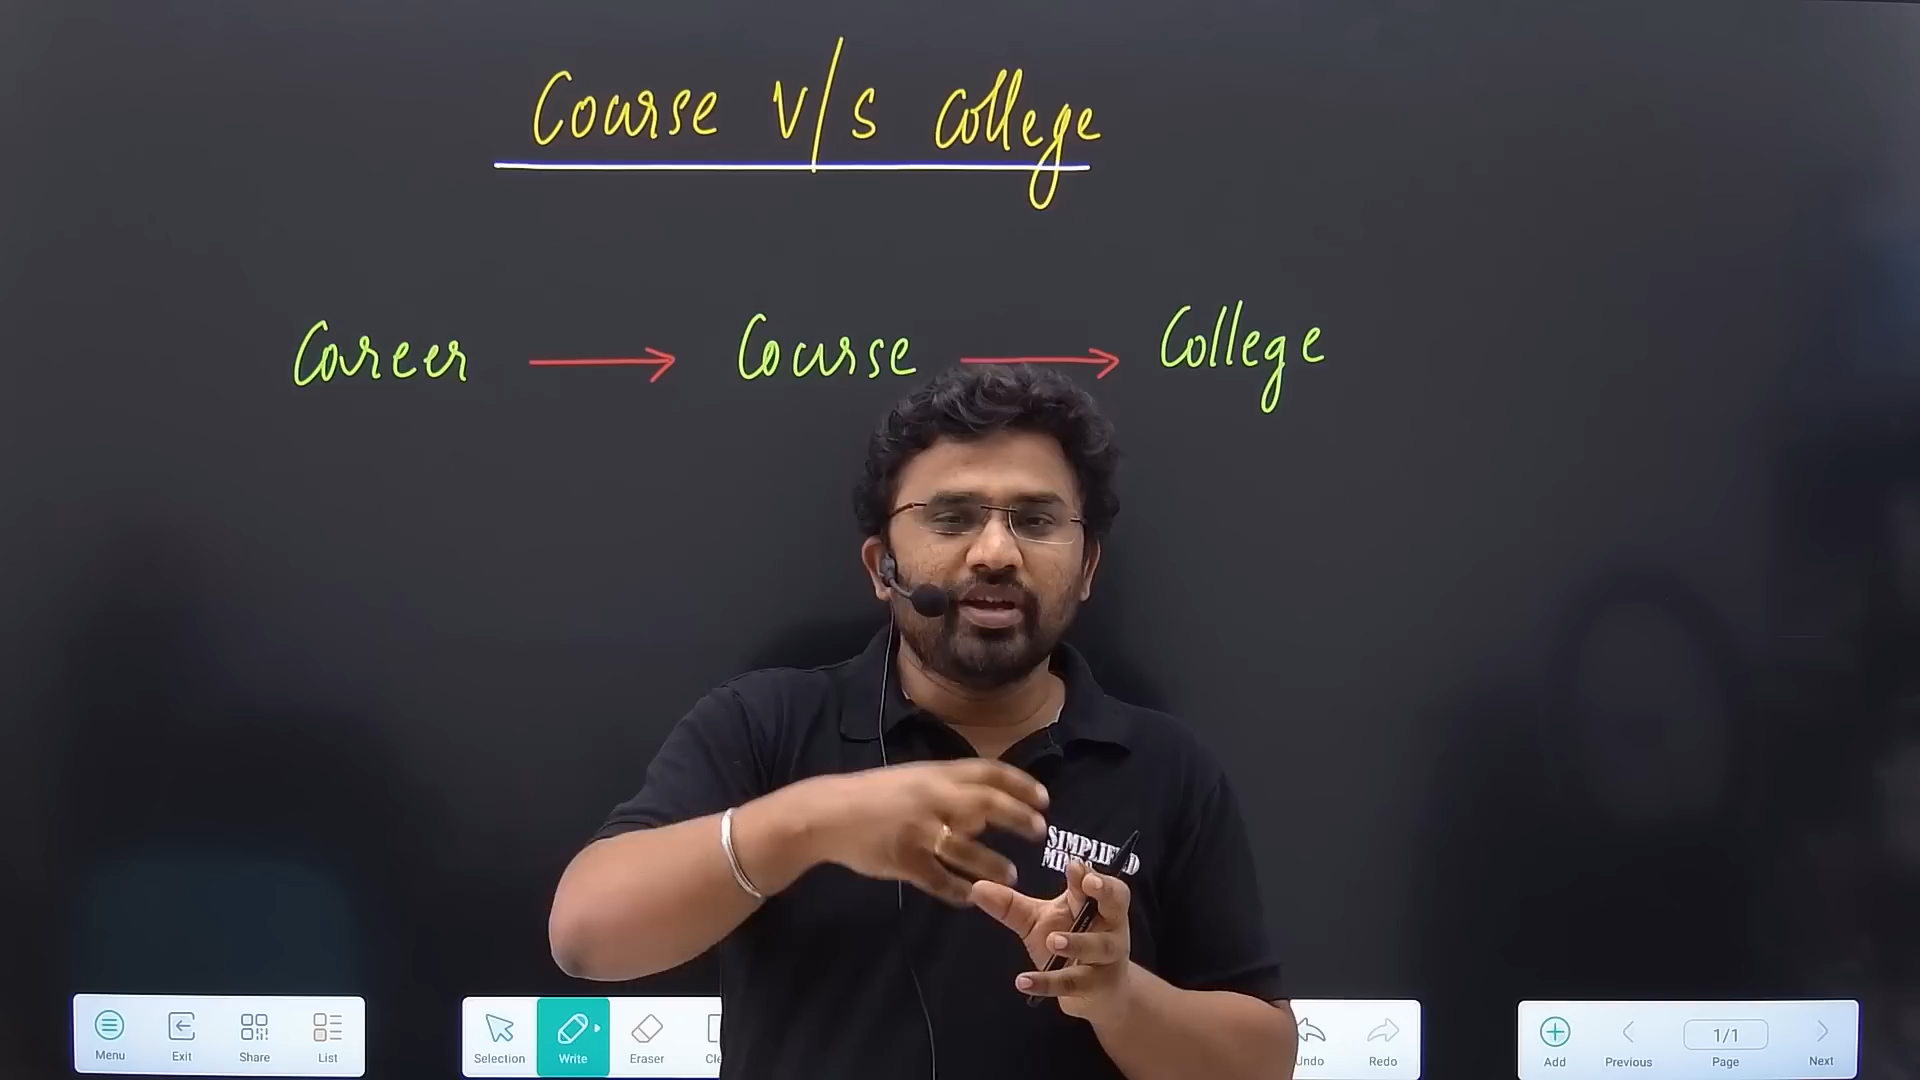 Course v/s College
Career → Course → College
SIMPLIFIED
Menu Exit Share List
Selection Write Eraser
Undo Redo
Add Previous 1/1 Page Next